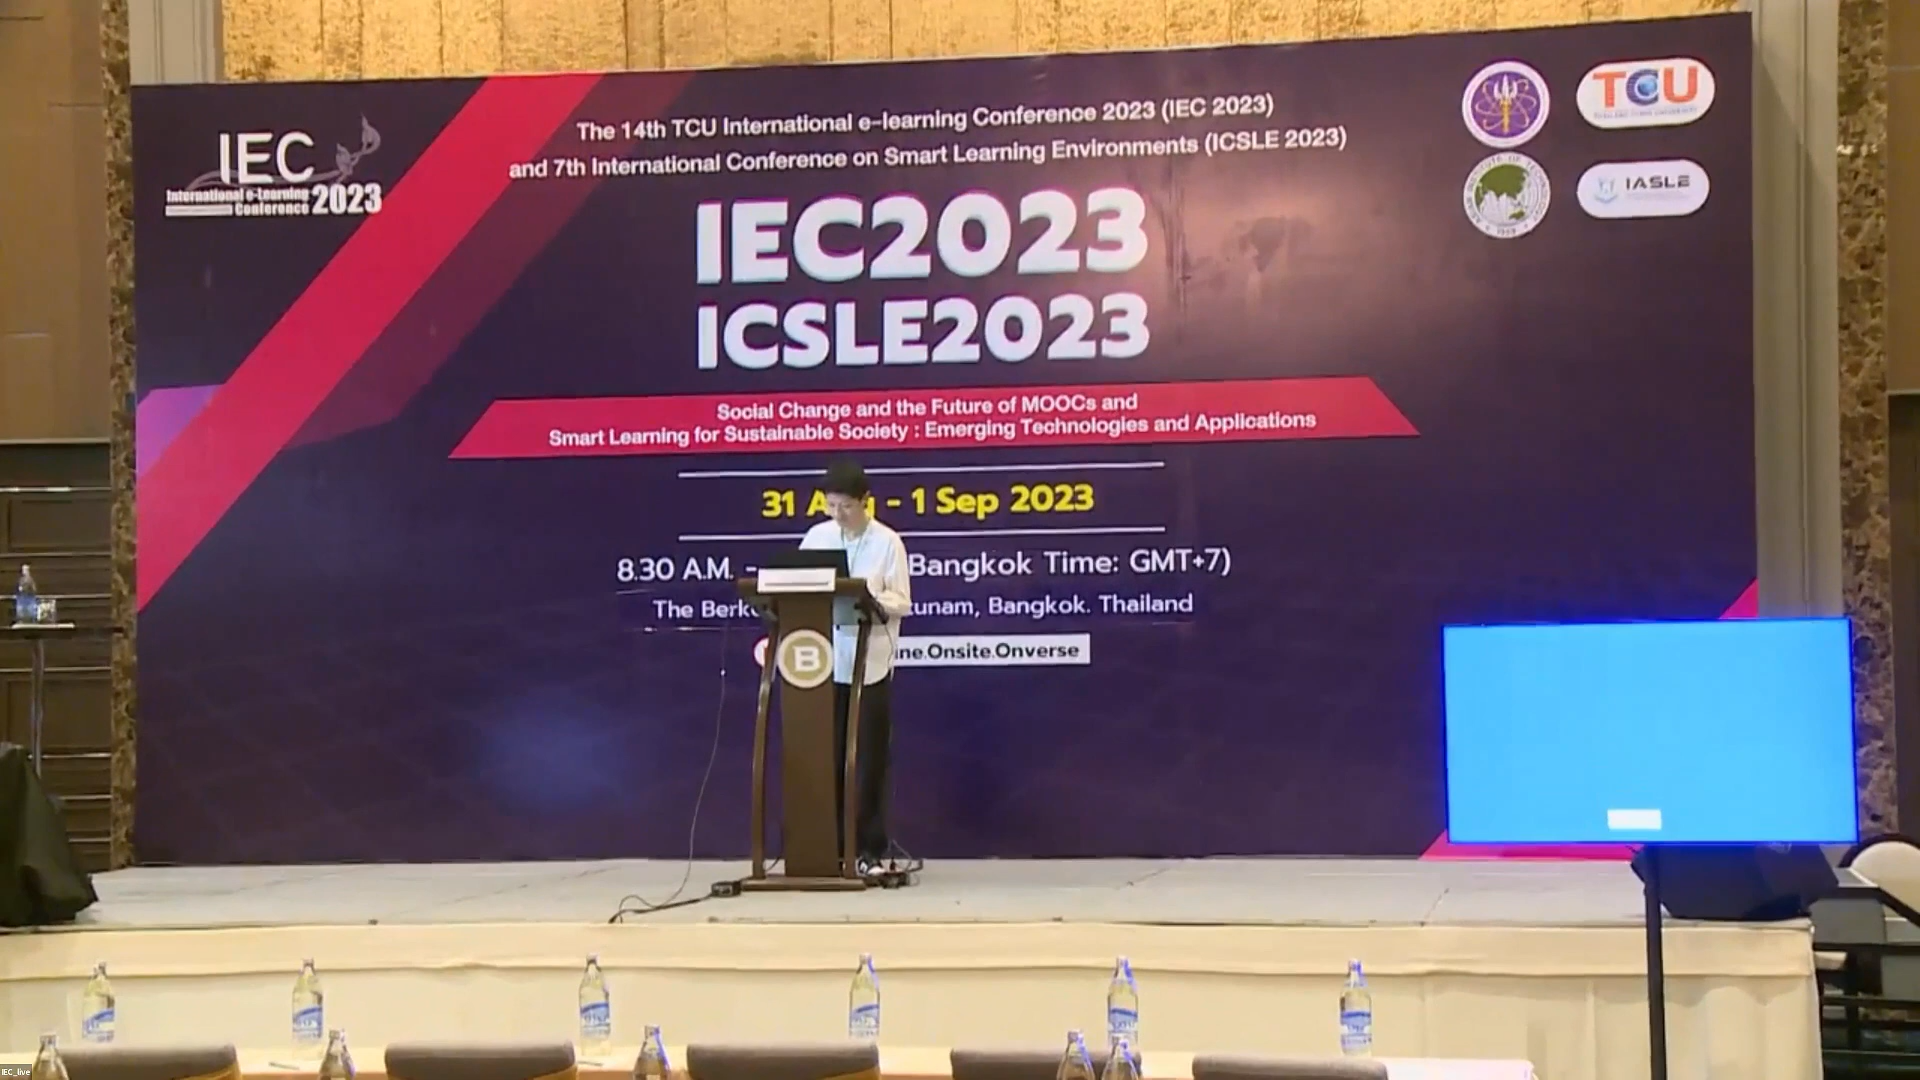 The 14th TCU International e-learning Conference 2023 (IEC 2023)
and 7th International Conference on Smart Learning Environments (ICSLE 2023)
IEC
International e-Learning
Conference 2023
TCU
IASLE
IEC2023
ICSLE2023
Social Change and the Future of MOOCs and
Smart Learning for Sustainable Society : Emerging Technologies and Applications
31 - 1 Sep 2023
8.30 A.M. - Bangkok Time: GMT+7)
The Bangkok. Thailand
.Onsite.Onverse
B
IEC_live